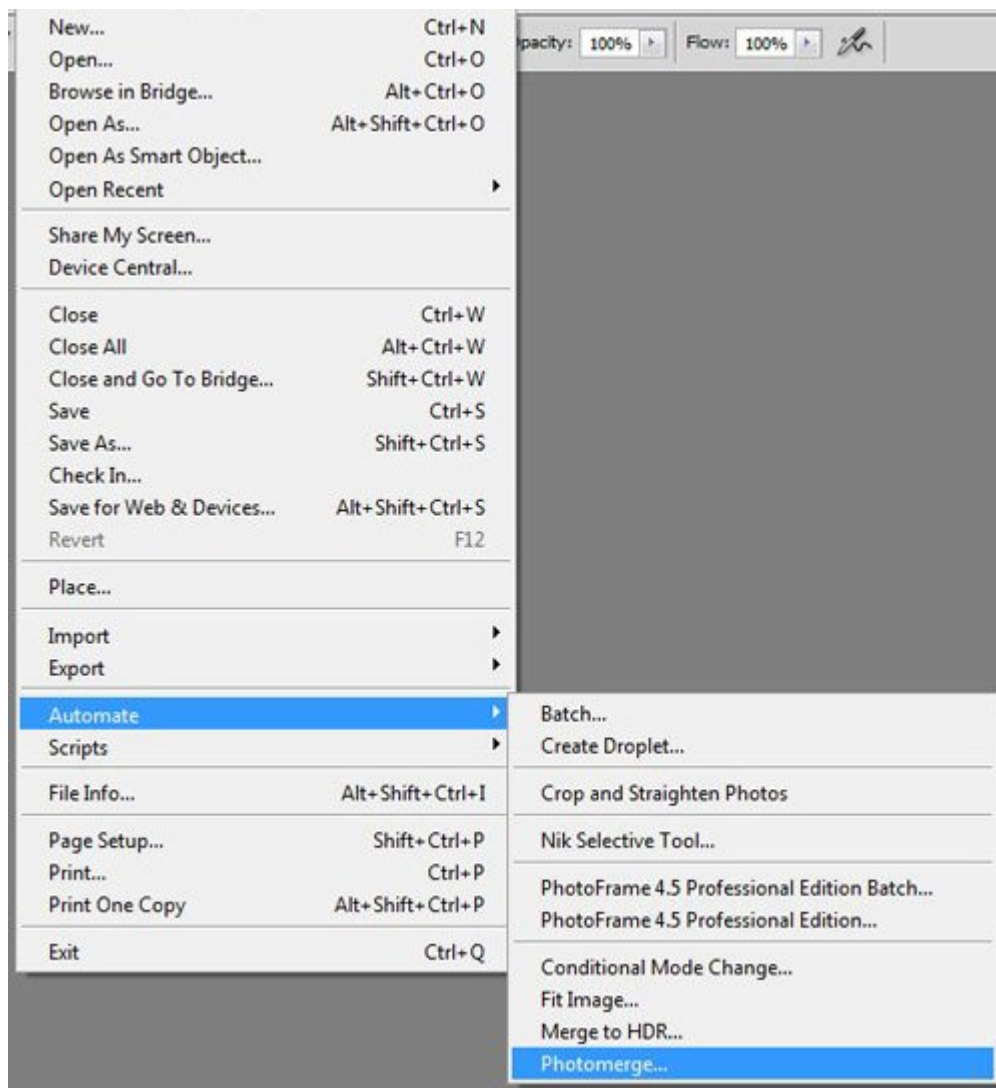 New... Ctrl+N
Open... Ctrl+O
Browse in Bridge... Alt+Ctrl+O
Open As... Alt+Shift+Ctrl+O
Open As Smart Object...
Open Recent
Share My Screen...
Device Central...
Close Ctrl+W
Close All Alt+Ctrl+W
Close and Go To Bridge... Shift+Ctrl+W
Save Ctrl+S
Save As... Shift+Ctrl+S
Check In...
Save for Web & Devices... Alt+Shift+Ctrl+S
Revert F12
Place...
Import
Export
Automate
Scripts
File Info... Alt+Shift+Ctrl+I
Page Setup... Shift+Ctrl+P
Print... Ctrl+P
Print One Copy Alt+Shift+Ctrl+P
Exit Ctrl+Q
pacity: 100% Flow: 100%
Batch...
Create Droplet...
Crop and Straighten Photos
Nik Selective Tool...
PhotoFrame 4.5 Professional Edition Batch...
PhotoFrame 4.5 Professional Edition...
Conditional Mode Change...
Fit Image...
Merge to HDR...
Photomerge...